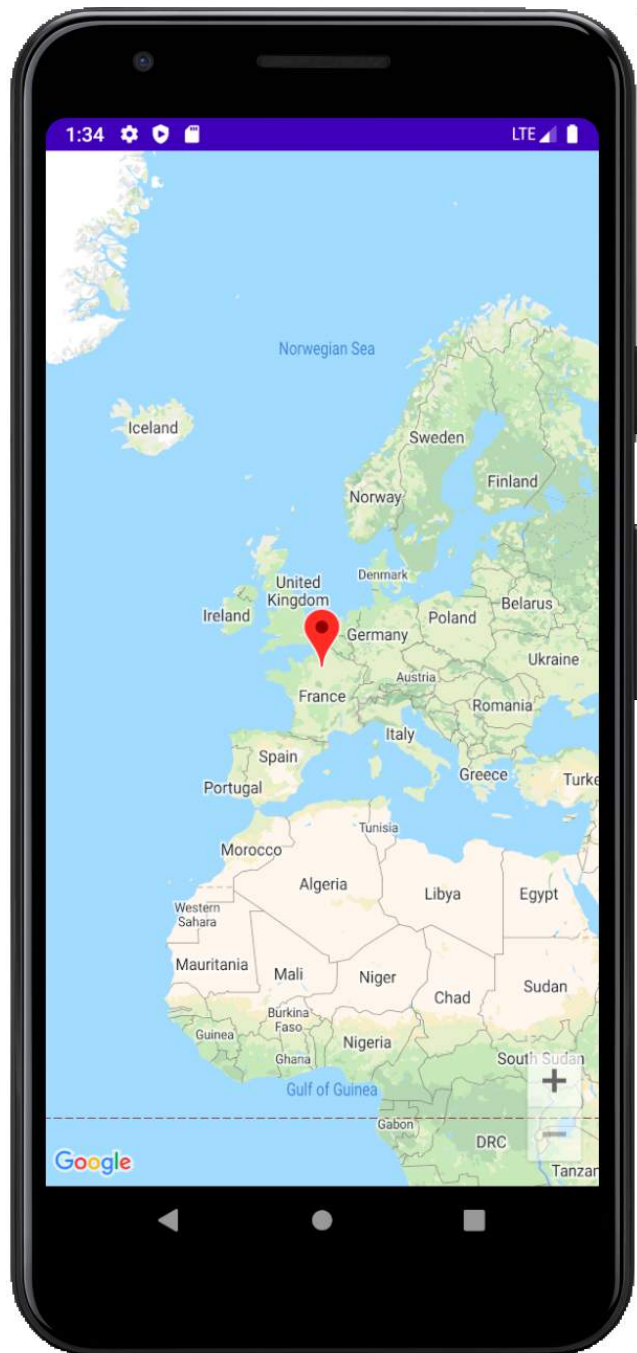 1:34
LTE
Norwegian Sea
Iceland
Sweden
Finland
Norway
Denmark
United
Kingdom
Ireland
Belarus
Poland
Germany
Ukraine
Austria
France
Romania
Italy
Spain
Greece
Turke
Portugal
Tunisia
Morocco
Algeria
Libya
Egypt
Western
Sahara
Mauritania
Mali
Niger
Chad
Sudan
Burkina
Faso
Guinea
Nigeria
Ghana
South Sudan
+
Gulf of Guinea
Gabon
DRC
−
Google
Tanzan